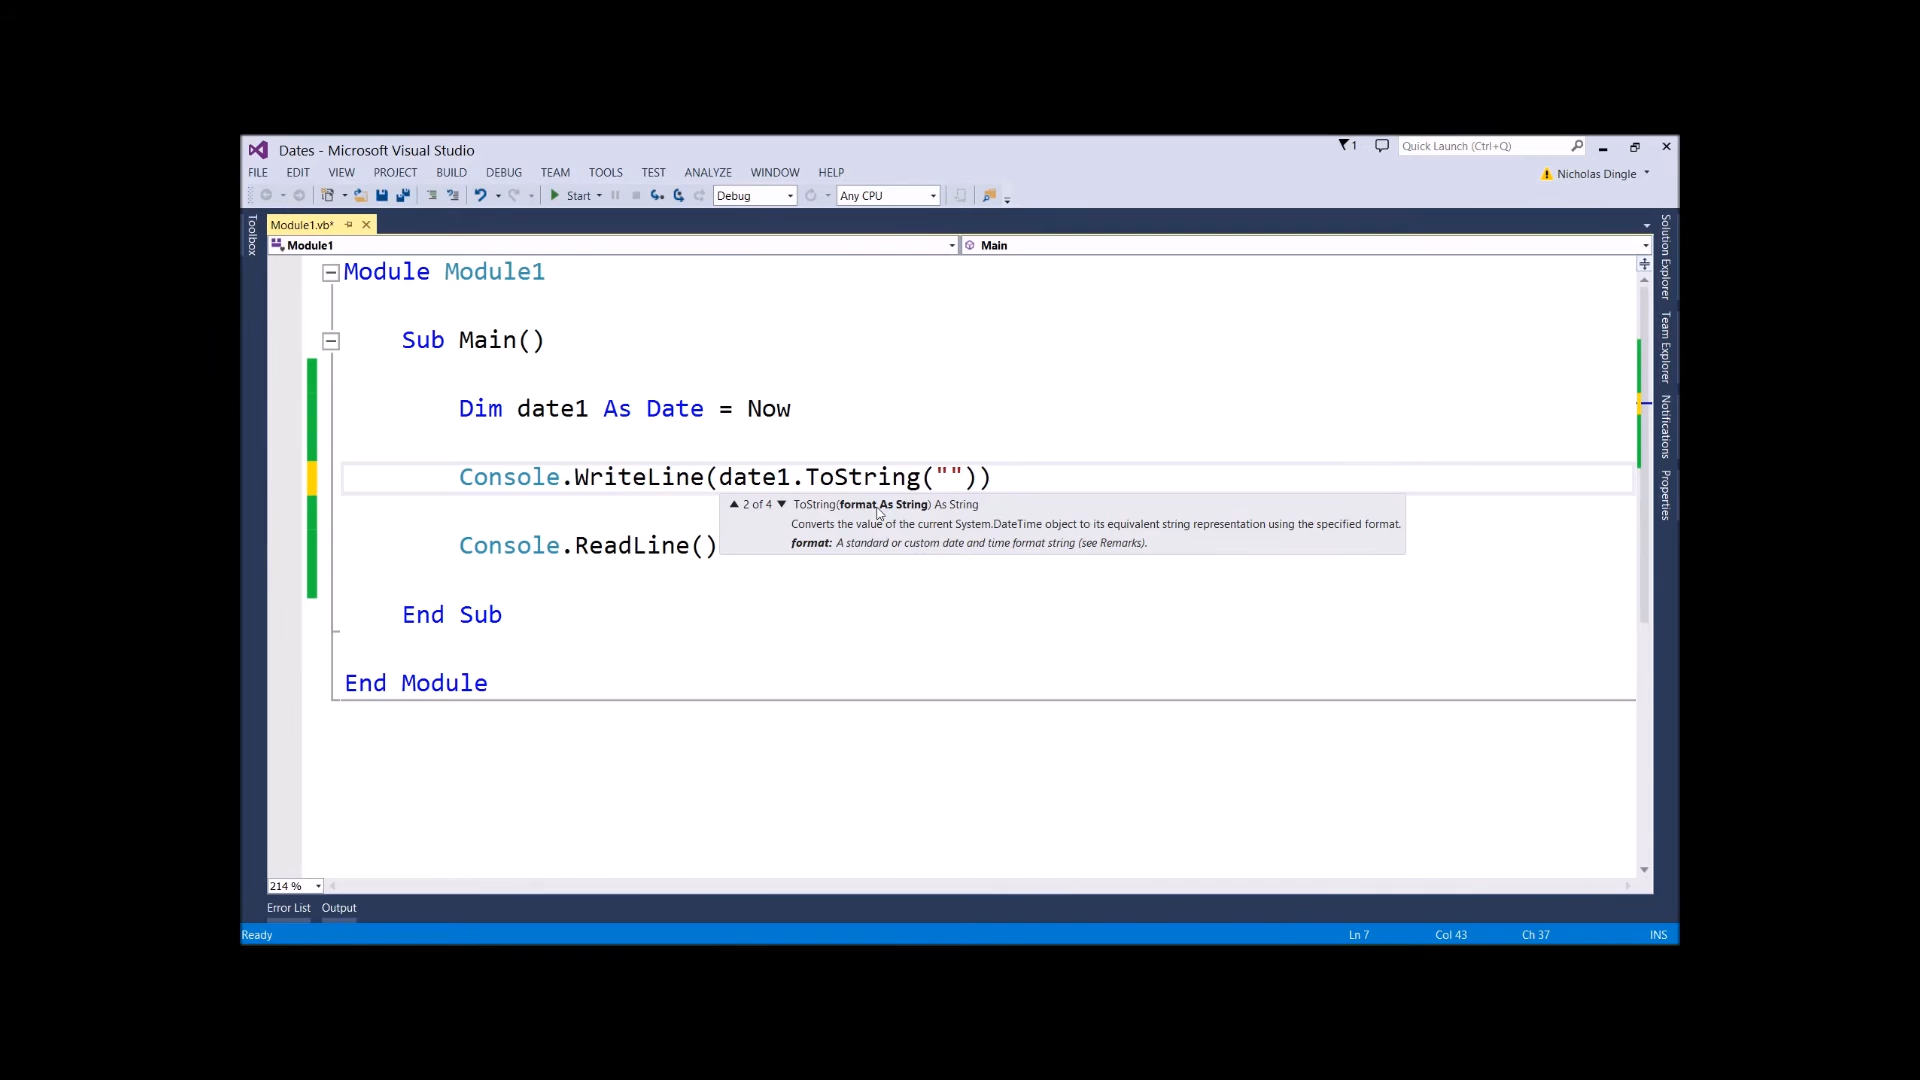 Dates - Microsoft Visual Studio
1
Quick Launch (Ctrl+Q)
FILE EDIT VIEW PROJECT BUILD DEBUG TEAM TOOLS TEST ANALYZE WINDOW HELP
Nicholas Dingle
Start
Debug
Any CPU
Toolbox
Module1.vb*
Module1
Main
Module Module1
Sub Main()
Dim date1 As Date = Now
Console.WriteLine(date1.ToString(""))
2 of 4 ToString(format As String) As String
Converts the value of the current System.DateTime object to its equivalent string representation using the specified format.
format: A standard or custom date and time format string (see Remarks).
Console.ReadLine()
End Sub
End Module
Solution Explorer
Team Explorer
Notifications
Properties
214 %
Error List Output
Ready
Ln 7
Col 43
Ch 37
INS